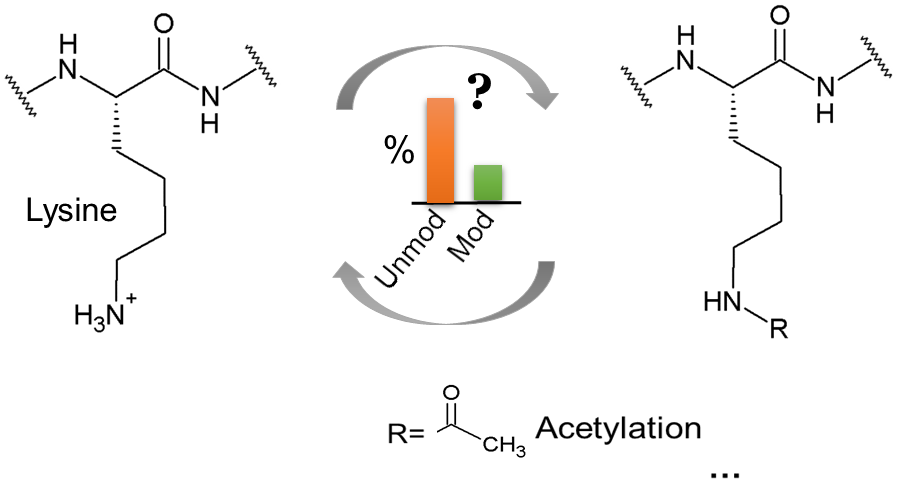 H
N
O
N
H
Lysine
H3N+
?
%
Unmod
Mod
H
N
O
N
H
HN
R
R=
O
CH3
Acetylation
...